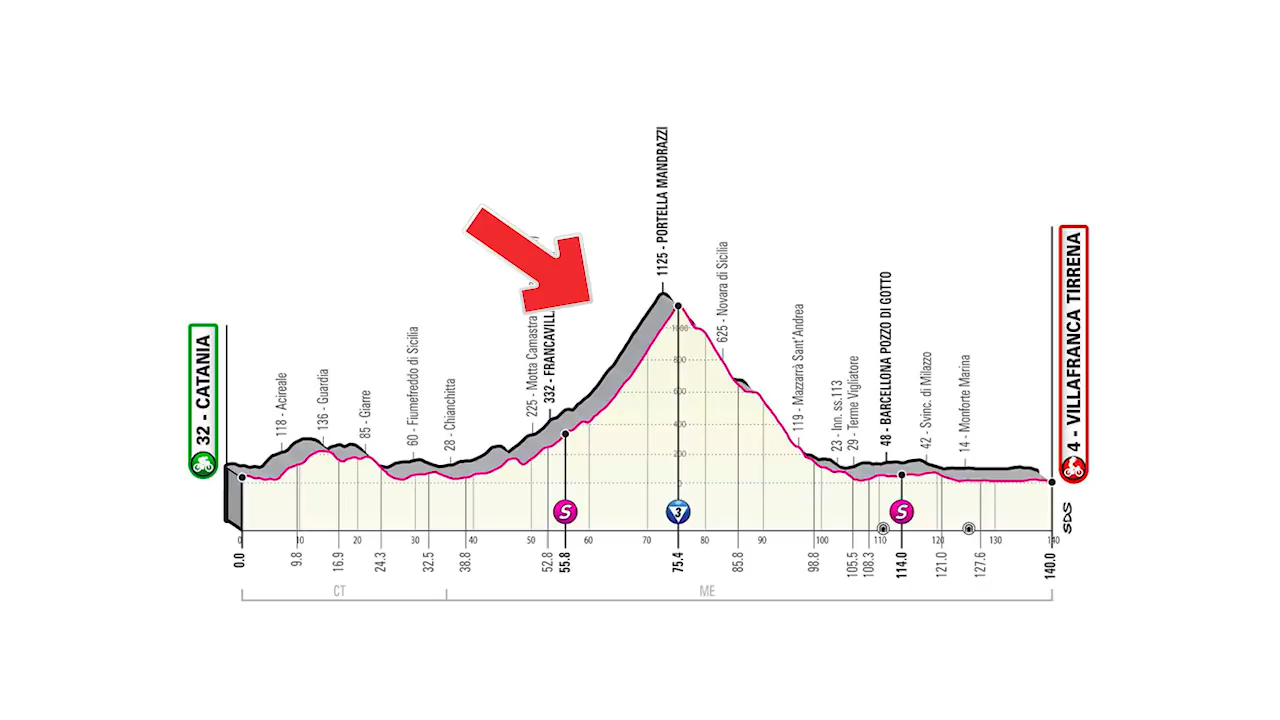 32 - CATANIA
118 - Acireale
136 - Guardia
85 - Giarre
60 - Fiumefreddo di Sicilia
28 - Chianchitta
225 - Motta Camastra
332 - FRANCAVILL
1125 - PORTELLA MANDRAZZI
625 - Novara di Sicilia
119 - Mazzarrà Sant'Andrea
23 - Inn. ss.113
29 - Terme Vigliatore
48 - BARCELLONA POZZO DI GOTTO
42 - Svinc. di Milazzo
14 - Monforte Marina
4 - VILLAFRANCA TIRRENA
1000
800
600
400
200
0
S
3
S
SDS
0 10 20 30 40 50 60 70 80 90 100 110 120 130 140
0.0 9.8 16.9 24.3 32.5 38.8 52.8 55.8 75.4 85.8 98.8 105.5 108.3 114.0 121.0 127.6 140.0
CT ME